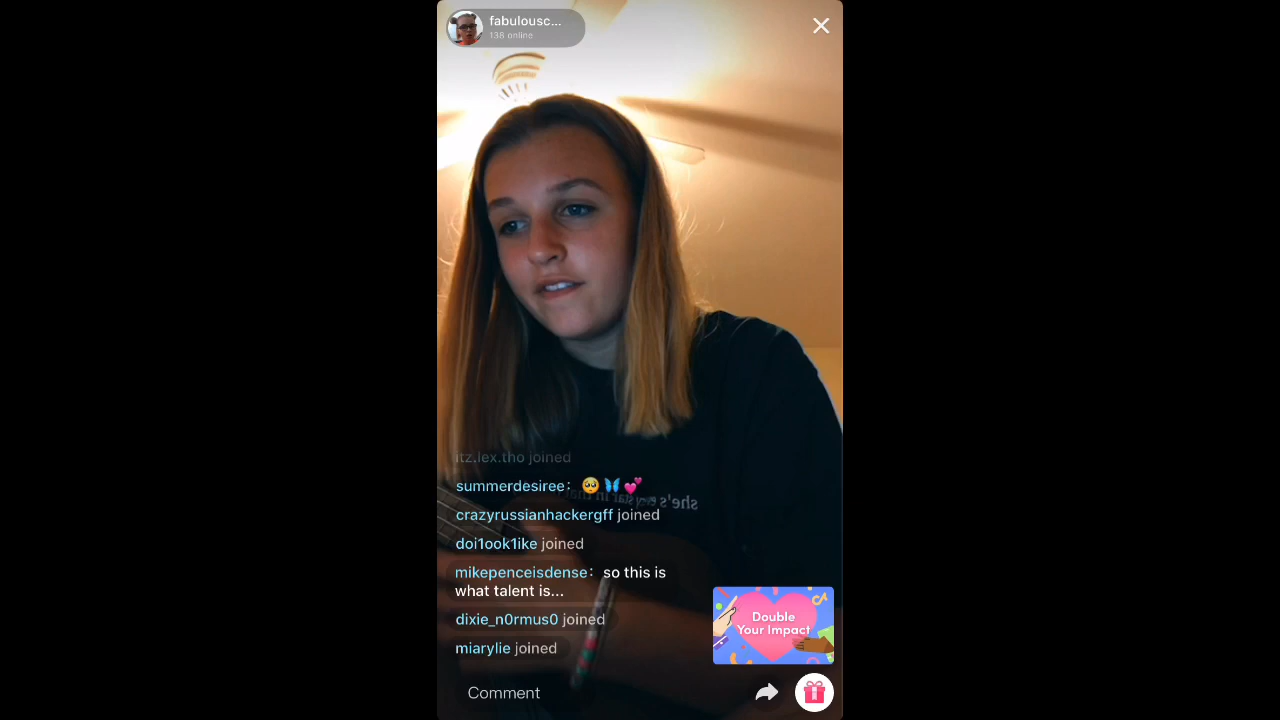 fabulousc...
138 online
itz.lex.tho joined
summerdesiree: 🥺🦋💕
she's
crazyrussianhackergff joined
doi1ook1ike joined
mikepenceisdense: so this is
what talent is...
dixie_n0rmus0 joined
miarylie joined
Double
Your Impact
Comment